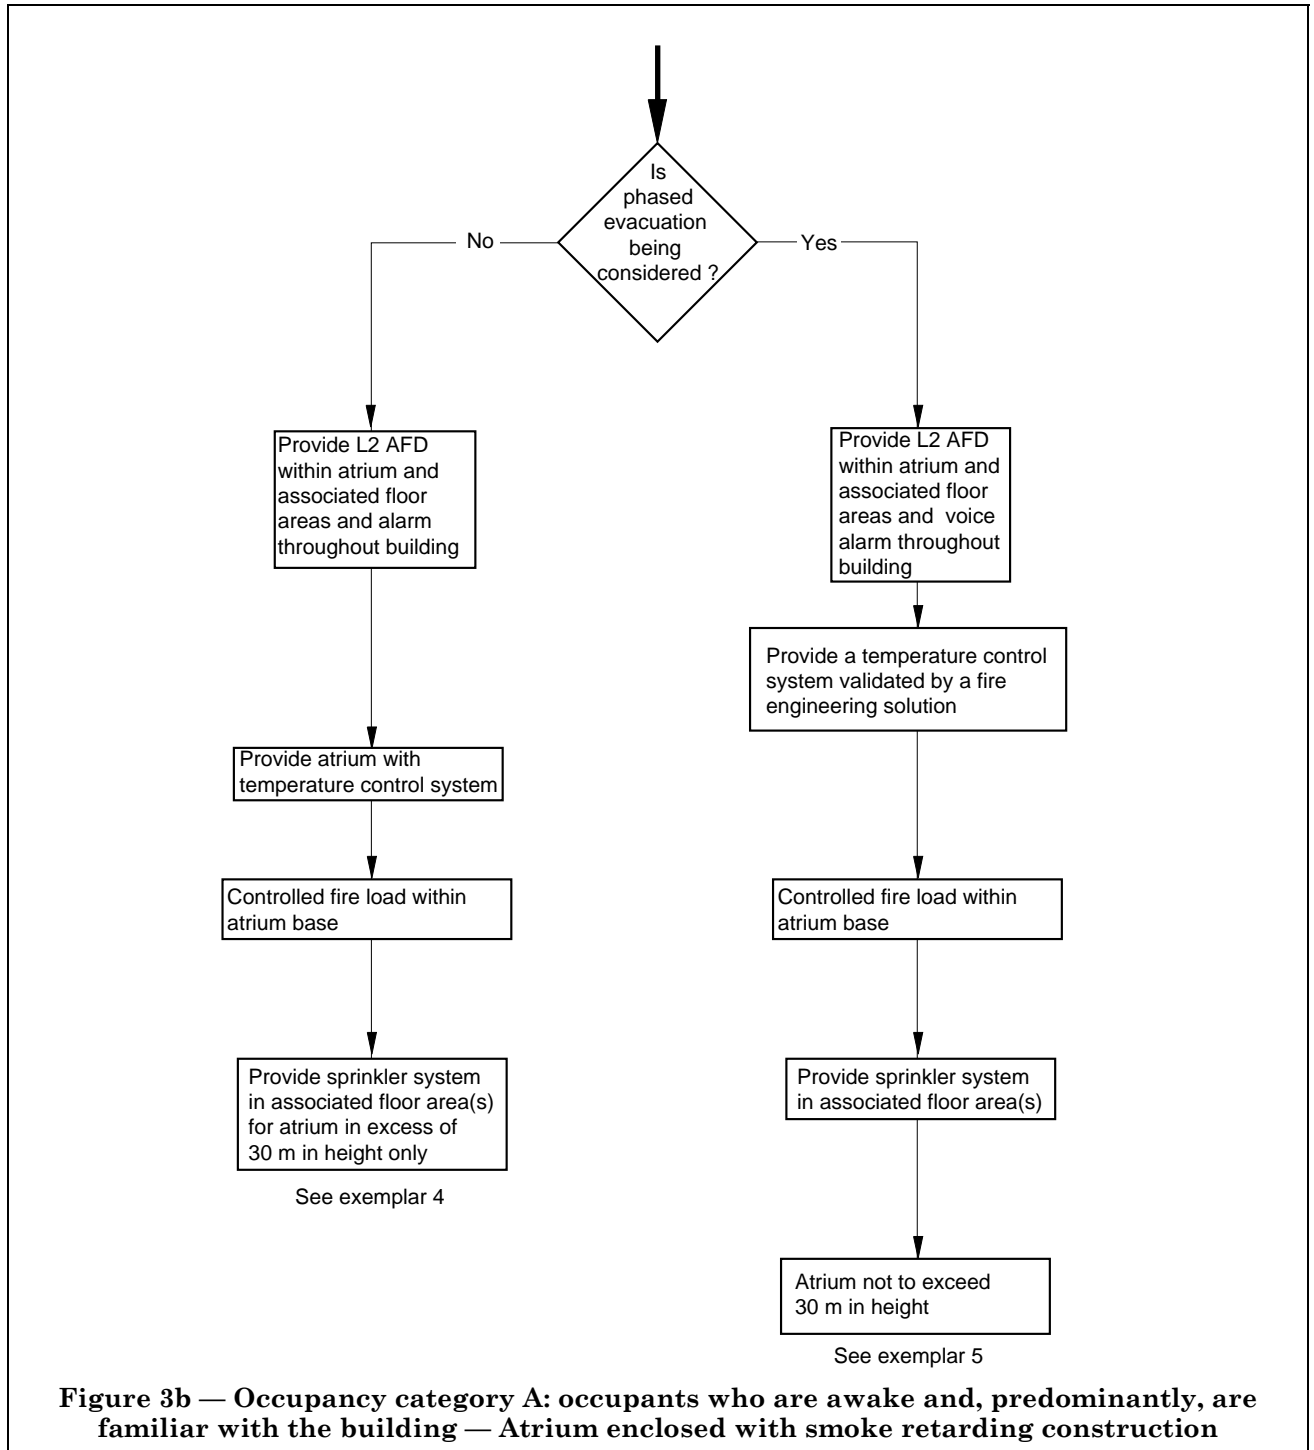 Is
phased
evacuation
being
considered ?
No
Yes
Provide L2 AFD
within atrium and
associated floor
areas and alarm
throughout building
Provide atrium with
temperature control system
Controlled fire load within
atrium base
Provide sprinkler system
in associated floor area(s)
for atrium in excess of
30 m in height only
See exemplar 4
Provide L2 AFD
within atrium and
associated floor
areas and voice
alarm throughout
building
Provide a temperature control
system validated by a fire
engineering solution
Controlled fire load within
atrium base
Provide sprinkler system
in associated floor area(s)
Atrium not to exceed
30 m in height
See exemplar 5
Figure 3b — Occupancy category A: occupants who are awake and, predominantly, are
familiar with the building — Atrium enclosed with smoke retarding construction